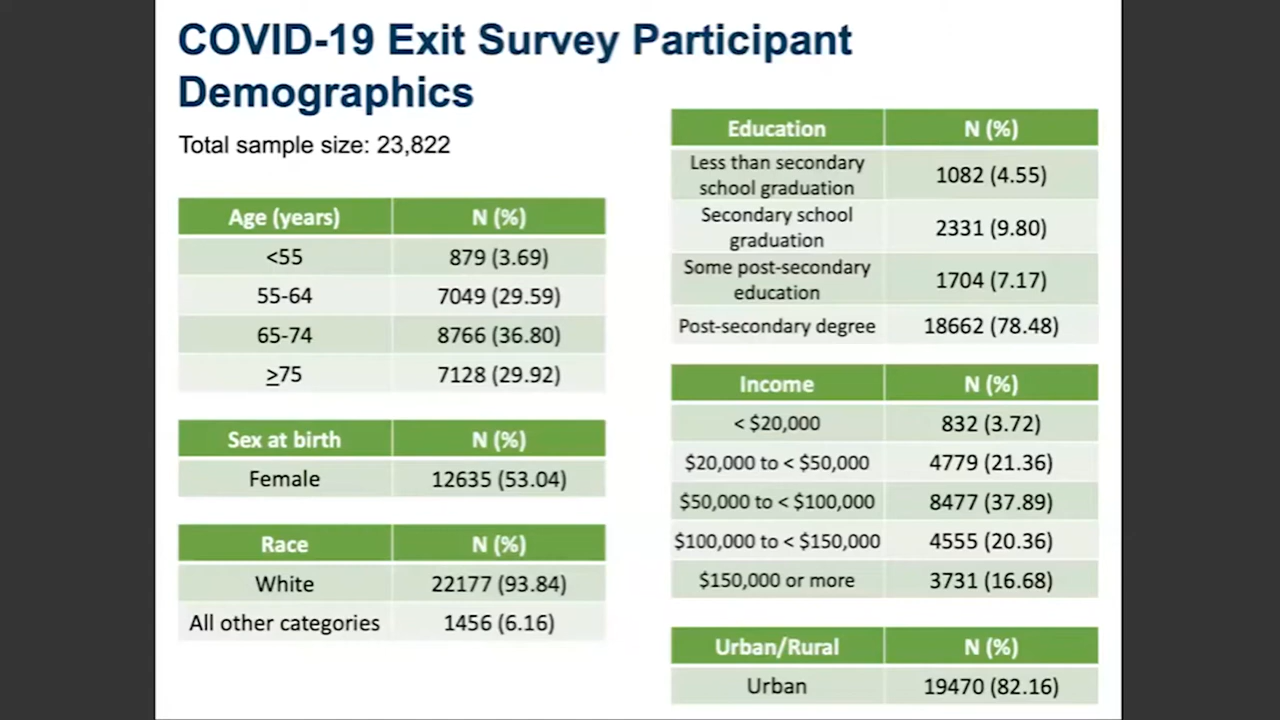 COVID-19 Exit Survey Participant
Demographics
Total sample size: 23,822
Age (years) N (%)
<55 879 (3.69)
55-64 7049 (29.59)
65-74 8766 (36.80)
≥75 7128 (29.92)
Sex at birth N (%)
Female 12635 (53.04)
Race N (%)
White 22177 (93.84)
All other categories 1456 (6.16)
Education N (%)
Less than secondary
school graduation 1082 (4.55)
Secondary school
graduation 2331 (9.80)
Some post-secondary
education 1704 (7.17)
Post-secondary degree 18662 (78.48)
Income N (%)
< $20,000 832 (3.72)
$20,000 to < $50,000 4779 (21.36)
$50,000 to < $100,000 8477 (37.89)
$100,000 to < $150,000 4555 (20.36)
$150,000 or more 3731 (16.68)
Urban/Rural N (%)
Urban 19470 (82.16)